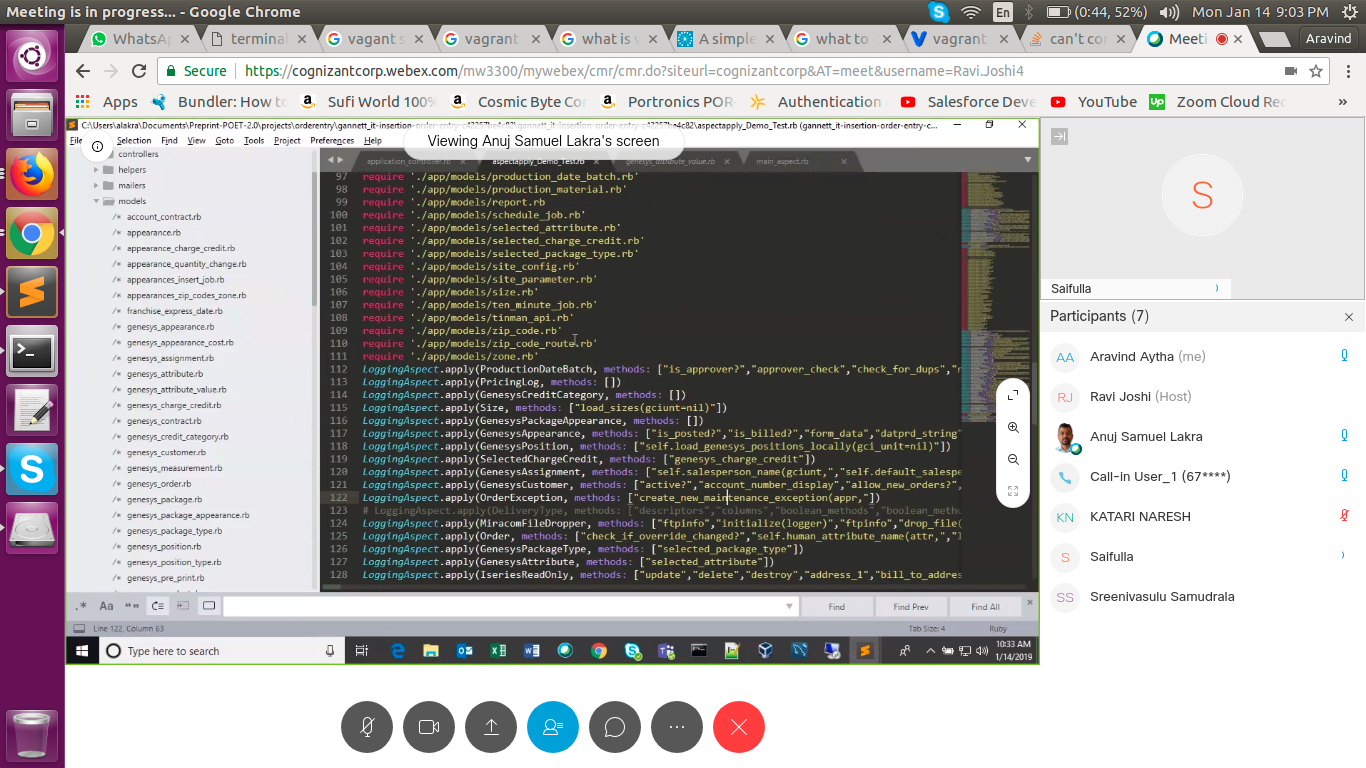 Meeting is in progress... - Google Chrome
En
(0:44, 52%)
Mon Jan 14 9:03 PM
WhatsAp
terminal
vagant s
vagrant
what is v
A simple
what to
vagrant
can't co
Meeti
Aravind
Secure
https://cognizantcorp.webex.com/mw3300/mywebex/cmr/cmr.do?siteurl=cognizantcorp&AT=meet&username=Ravi.Joshi4
Apps
Bundler: How to
Sufi World 100%
Cosmic Byte Co
Portronics POR-
Authentication
Salesforce Deve
YouTube
Up
Zoom Cloud Rec
»
C:\Users\alakra\Documents\Preprint-POET-2.0\projects\orderentry\gannett_it-insertion-order-entry-c42257be4c82\gannett_it-insertion-order-entry-c42257be4c82\aspectapply_Demo_Test.rb (gannett_it-insertion-order-entry-c...
Selection Find View Goto Tools Project Preferences Help
Viewing Anuj Samuel Lakra's screen
controllers
helpers
mailers
models
account_contract.rb
appearance.rb
appearance_charge_credit.rb
appearance_quantity_change.rb
appearances_insert_job.rb
appearances_zip_codes_zone.rb
franchise_express_date.rb
genesys_appearance.rb
genesys_appearance_cost.rb
genesys_assignment.rb
genesys_attribute.rb
genesys_attribute_value.rb
genesys_charge_credit.rb
genesys_contract.rb
genesys_credit_category.rb
genesys_customer.rb
genesys_measurement.rb
genesys_order.rb
genesys_package.rb
genesys_package_appearance.rb
genesys_position.rb
genesys_position_type.rb
genesys_pre_print.rb
application_controller.rb
aspectapply_Demo_Test.rb
genesys_attribute_value.rb
main_aspect.rb
97 require './app/models/production_date_batch.rb'
98 require './app/models/production_material.rb'
99 require './app/models/report.rb
100 require './app/models/schedule_job.rb'
101 require './app/models/selected_attribute.rb'
102 require './app/models/selected_charge_credit.rb'
103 require './app/models/selected_package_type.rb'
104 require './app/models/site_config.rb'
105 require './app/models/site_parameter.rb'
106 require './app/models/size.rb'
107 require './app/models/ten_minute_job.rb'
108 require './app/models/tinman_api.rb'
109 require './app/models/zip_code.rb'
110 require './app/models/zip_code_route.rb'
111 require './app/models/zone.rb'
112 LoggingAspect.apply(ProductionDateBatch, methods: ["is_approver?","approver_check","check_for_dups","
113 LoggingAspect.apply(PricingLog, methods: [])
114 LoggingAspect.apply(GenesysCreditCategory, methods: [])
115 LoggingAspect.apply(Size, methods: ["load_sizes(gciunt=nil)"])
116 LoggingAspect.apply(GenesysPackageAppearance, methods: [])
117 LoggingAspect.apply(GenesysAppearance, methods: ["is_posted?","is_billed?","form_data","datprd_string"
118 LoggingAspect.apply(GenesysPosition, methods: ["self.load_genesys_positions_locally(gci_unit=nil)"])
119 LoggingAspect.apply(SelectedChargeCredit, methods: ["genesys_charge_credit"])
120 LoggingAspect.apply(GenesysAssignment, methods: ["self.salesperson_name(gciunt,","self.default_salespe
121 LoggingAspect.apply(GenesysCustomer, methods: ["active?","account_number_display","allow_new_orders?",
122 LoggingAspect.apply(OrderException, methods: ["create_new_maintenance_exception(appr,"])
123 # LoggingAspect.apply(DeliveryType, methods: ["descriptors","columns","boolean_methods","boolean_meth
124 LoggingAspect.apply(MiracomFileDropper, methods: ["ftpinfo","initialize(logger)","ftpinfo","drop_file(
125 LoggingAspect.apply(Order, methods: ["check_if_override_changed?","self.human_attribute_name(attr,","
126 LoggingAspect.apply(GenesysPackageType, methods: ["selected_package_type"])
127 LoggingAspect.apply(GenesysAttribute, methods: ["selected_attribute"])
128 LoggingAspect.apply(IseriesReadOnly, methods: ["update","delete","destroy","address_1","bill_to_addres
.* Aa
Find
Find Prev
Find All
Line 122, Column 63
Tab Size: 4
Ruby
Type here to search
10:33 AM
1/14/2019
S
Saifulla
Participants (7)
AA
Aravind Aytha (me)
RJ
Ravi Joshi (Host)
Anuj Samuel Lakra
Call-in User_1 (67****)
KN
KATARI NARESH
S
Saifulla
SS
Sreenivasulu Samudrala